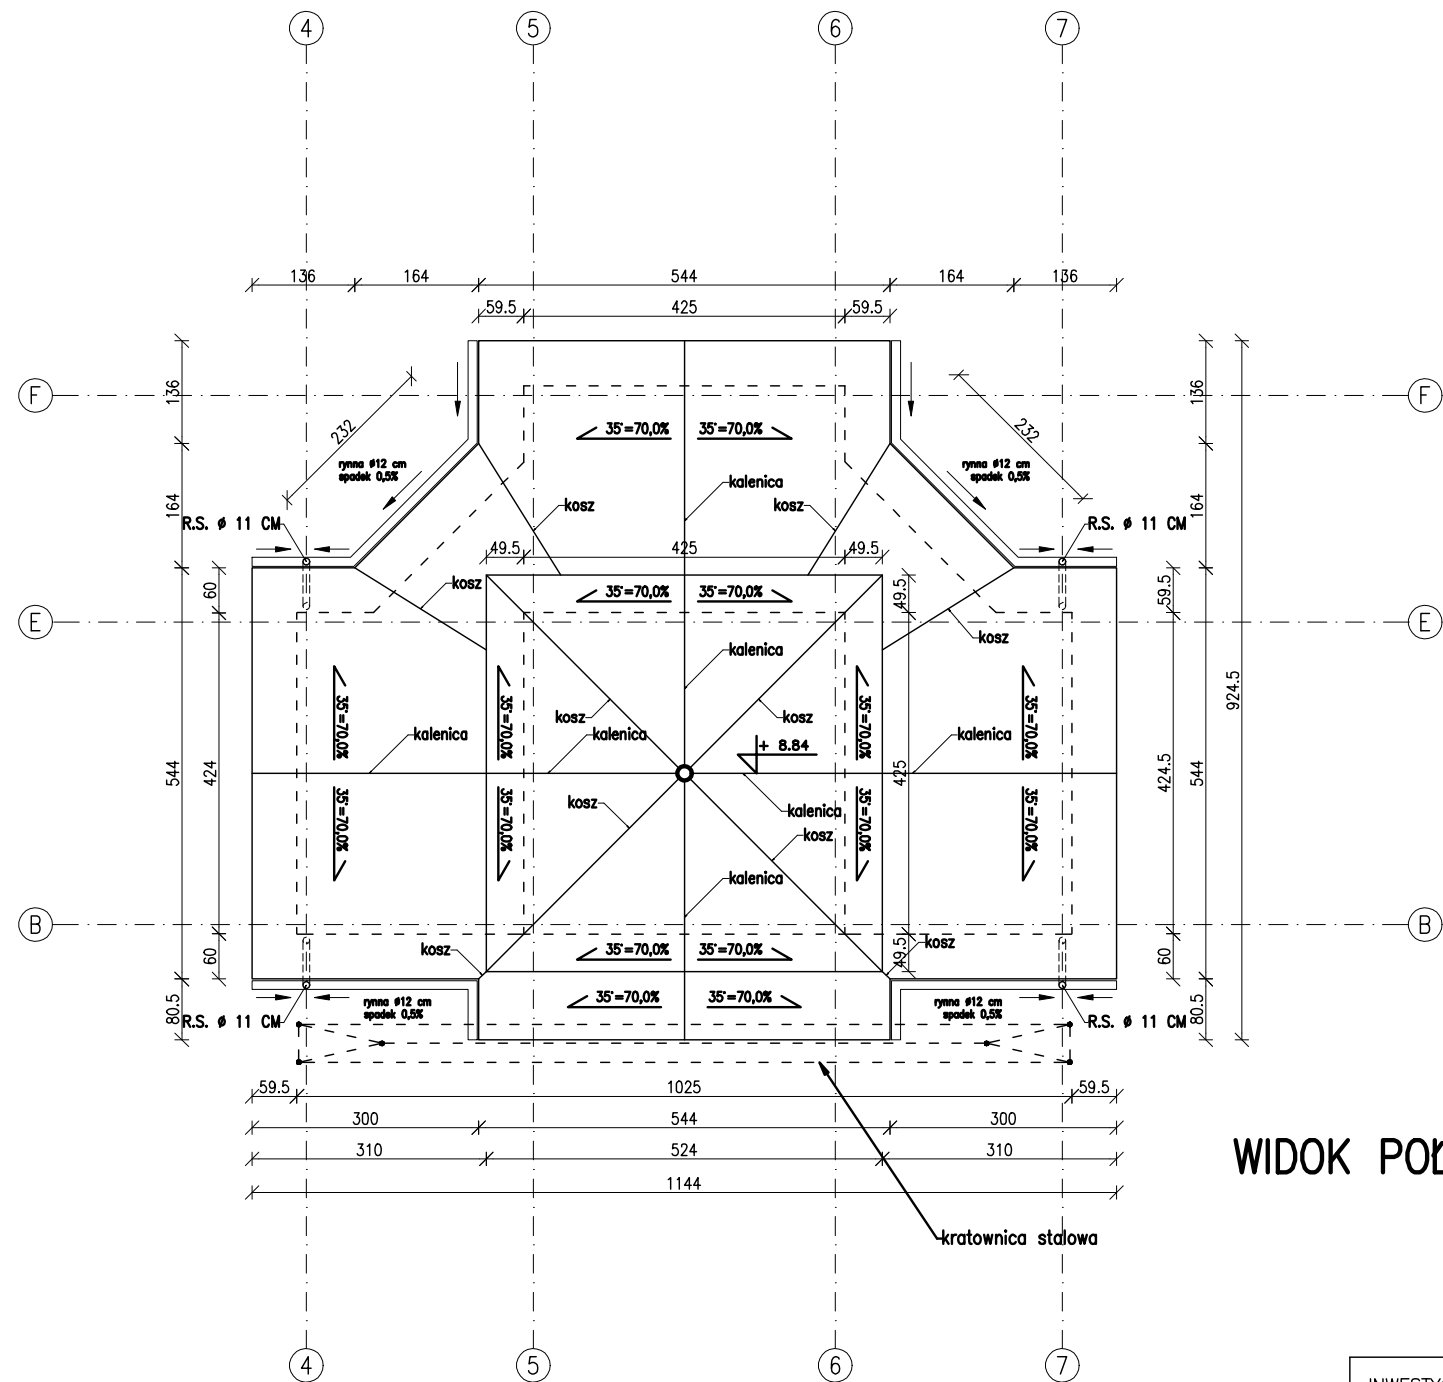 4 5 6 7
136 164 544 164 136
59.5 425 59.5
F F
136 136
232 232
35°=70,0% 35°=70,0%
rynna ø12 cm
spadek 0,5%
rynna ø12 cm
spadek 0,5%
kalenica
164 kosz kosz 164
R.S. ø 11 CM R.S. ø 11 CM
49.5 425 49.5
60 kosz 35°=70,0% 35°=70,0% 49.5 59.5
E E
kosz
kalenica
924.5
35°=70,0% 35°=70,0% 35°=70,0% 35°=70,0%
kosz kosz
kalenica kalenica + 8.84 kalenica
544 424 425 424.5 544
kosz kalenica
kosz
35°=70,0% 35°=70,0% 35°=70,0% 35°=70,0%
kalenica
B B
60 kosz 35°=70,0% 35°=70,0% 49.5 kosz 60
80.5 35°=70,0% 35°=70,0% 80.5
rynna ø12 cm
spadek 0,5%
rynna ø12 cm
spadek 0,5%
R.S. ø 11 CM R.S. ø 11 CM
59.5 1025 59.5
300 544 300
310 524 310
1144
WIDOK POŁ
kratownica stalowa
4 5 6 7